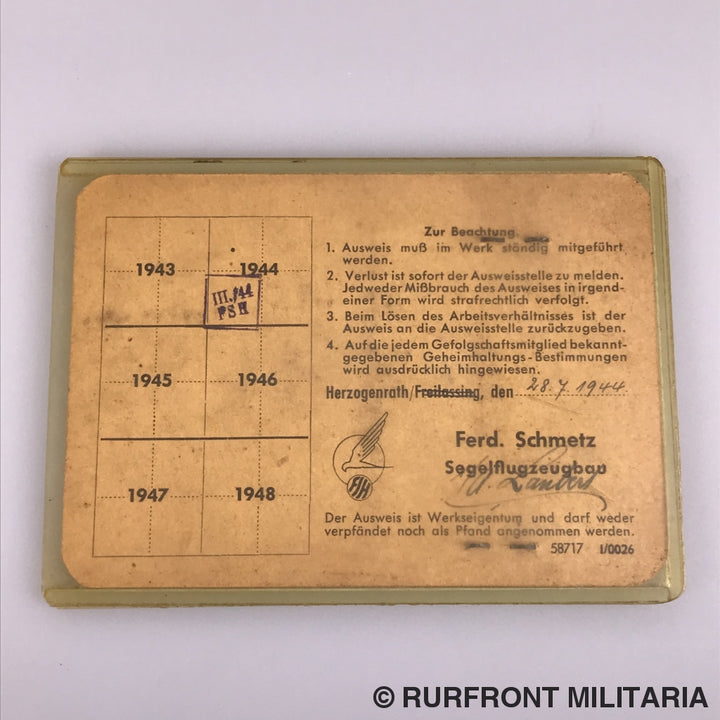 1943
1944
III./44
PSH
1945
1946
1947
1948
Zur Beachtung.
1. Ausweis muß im Werk ständig mitgeführt
werden.
2. Verlust ist sofort der Ausweisstelle zu melden.
Jedweder Mißbrauch des Ausweises in irgend-
einer Form wird strafrechtlich verfolgt.
3. Beim Lösen des Arbeitsverhältnisses ist der
Ausweis an die Ausweisstelle zurückzugeben.
4. Auf die jedem Gefolgschaftsmitglied bekannt-
gegebenen Geheimhaltungs-Bestimmungen
wird ausdrücklich hingewiesen.
Herzogenrath/Freilassing, den 28.7.1944
Ferd. Schmetz
Segelflugzeugbau
Der Ausweis ist Werkseigentum und darf weder
verpfändet noch als Pfand angenommen werden.
58717 I/0026
© RURFRONT MILITARIA